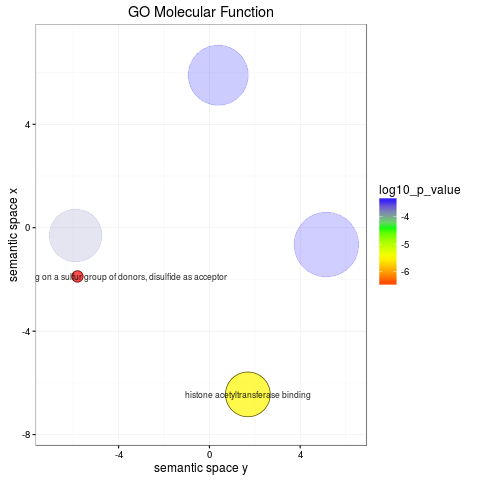 GO Molecular Function
semantic space x
4
0
-4
-8
g on a sulfur group of donors, disulfide as acceptor
histone acetyltransferase binding
-4
0
4
semantic space y
log10_p_value
-4
-5
-6